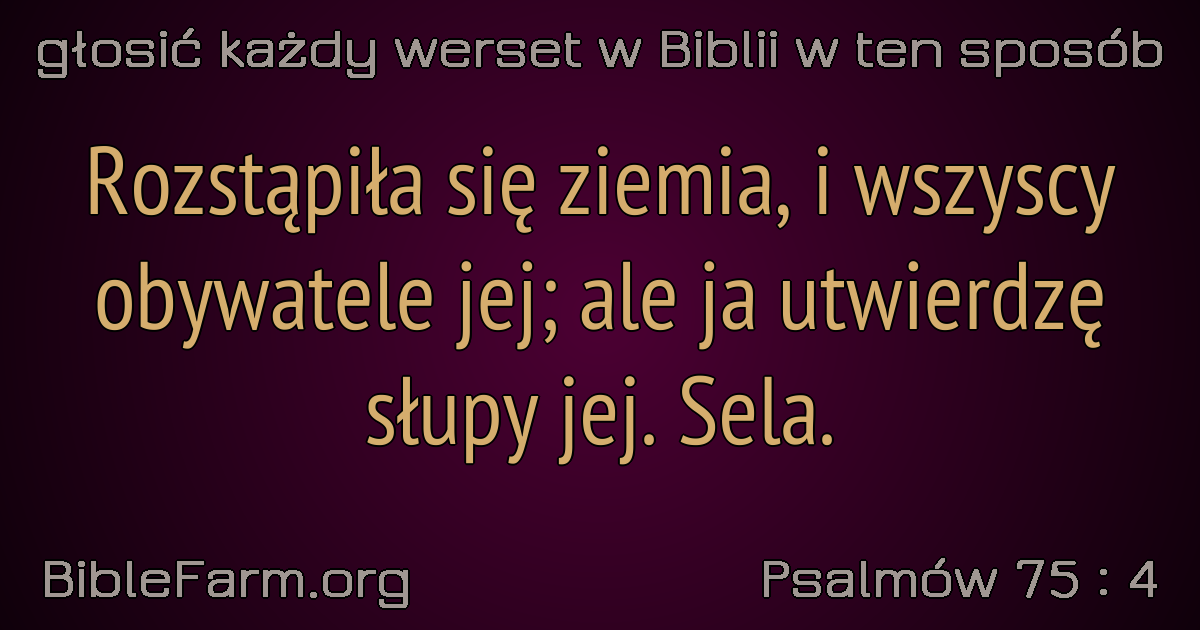 głosić każdy werset w Biblii w ten sposób
Rozstąpiła się ziemia, i wszyscy
obywatele jej; ale ja utwierdzę
słupy jej. Sela.
BibleFarm.org
Psalmów 75 : 4